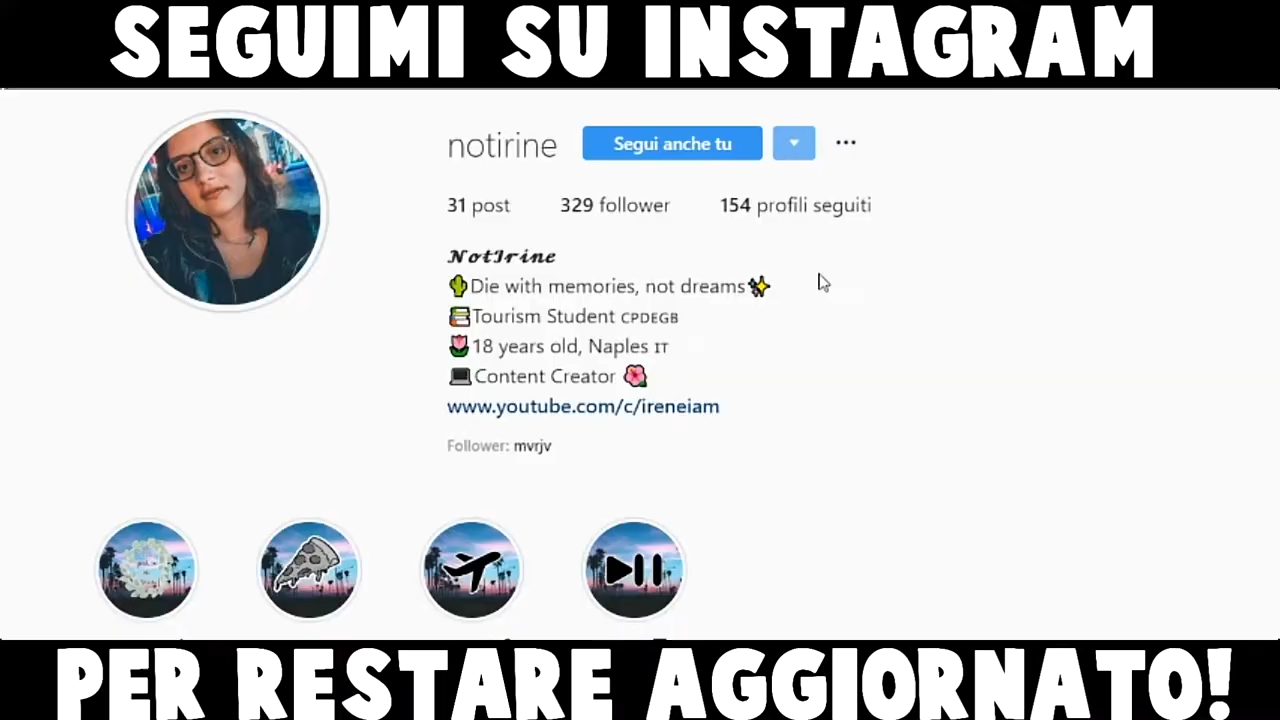 SEGUIMI SU INSTAGRAM
notirine Segui anche tu ...
31 post 329 follower 154 profili seguiti
𝓝𝓸𝓽𝓘𝓻𝓲𝓷𝓮
🌵Die with memories, not dreams✨
📚Tourism Student CPDEGB
🌷18 years old, Naples IT
💻Content Creator 🌺
www.youtube.com/c/ireneiam
Follower: mvrjv
PER RESTARE AGGIORNATO!